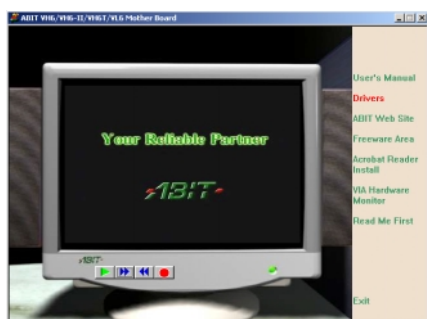 ABIT VH6/VH6-II/VH6T/VL6 Mother Board
Your Reliable Partner
ABIT
ABIT
User's Manual
Drivers
ABIT Web Site
Freeware Area
Acrobat Reader
Install
VIA Hardware
Monitor
Read Me First
Exit